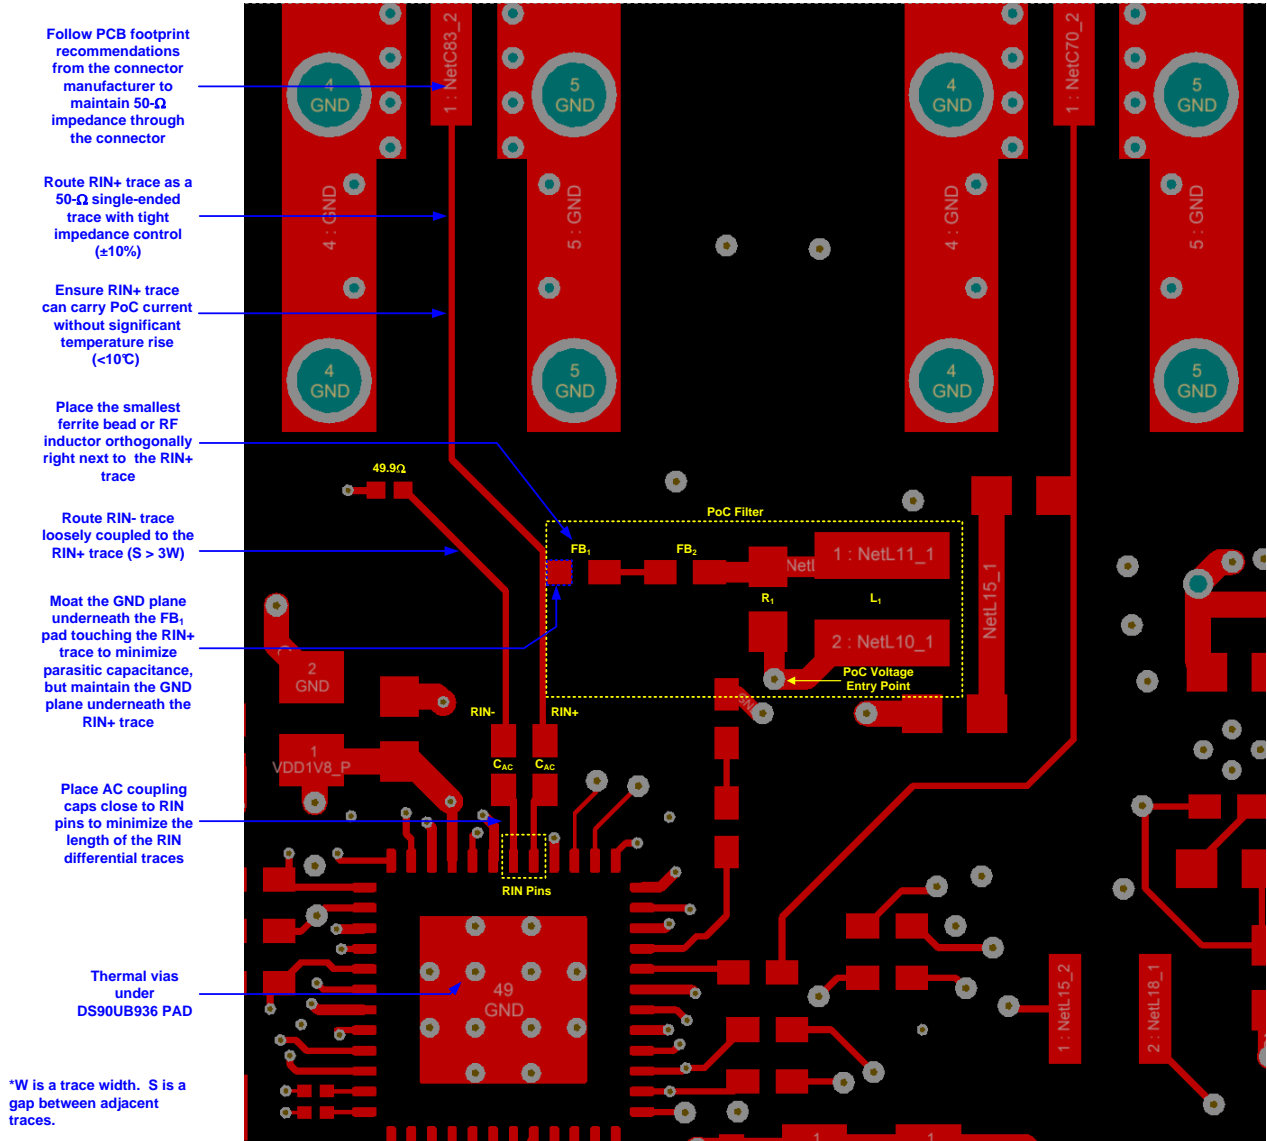 Follow PCB footprint
recommendations
from the connector
manufacturer to
maintain 50-Ω
impedance through
the connector
Route RIN+ trace as a
50-Ω single-ended
trace with tight
impedance control
(±10%)
Ensure RIN+ trace
can carry PoC current
without significant
temperature rise
(<10℃)
Place the smallest
ferrite bead or RF
inductor orthogonally
right next to the RIN+
trace
Route RIN- trace
loosely coupled to the
RIN+ trace (S > 3W)
Moat the GND plane
underneath the FB₁
pad touching the RIN+
trace to minimize
parasitic capacitance,
but maintain the GND
plane underneath the
RIN+ trace
Place AC coupling
caps close to RIN
pins to minimize the
length of the RIN
differential traces
Thermal vias
under
DS90UB936 PAD
*W is a trace width. S is a
gap between adjacent
traces.
1 : NetC83_2
1 : NetC70_2
4
GND
5
GND
4
GND
5
GND
4 : GND
5 : GND
4 : GND
5 : GND
4
GND
5
GND
4
GND
5
GND
49.9Ω
PoC Filter
FB₁
FB₂
NetL
1 : NetL11_1
R₁
L₁
2 : NetL10_1
PoC Voltage
Entry Point
NetL15_1
2
GND
1
VDD1V8_P
RIN-
RIN+
C_AC
C_AC
RIN Pins
49
GND
1 : NetL15_2
2 : NetL18_1
1
1